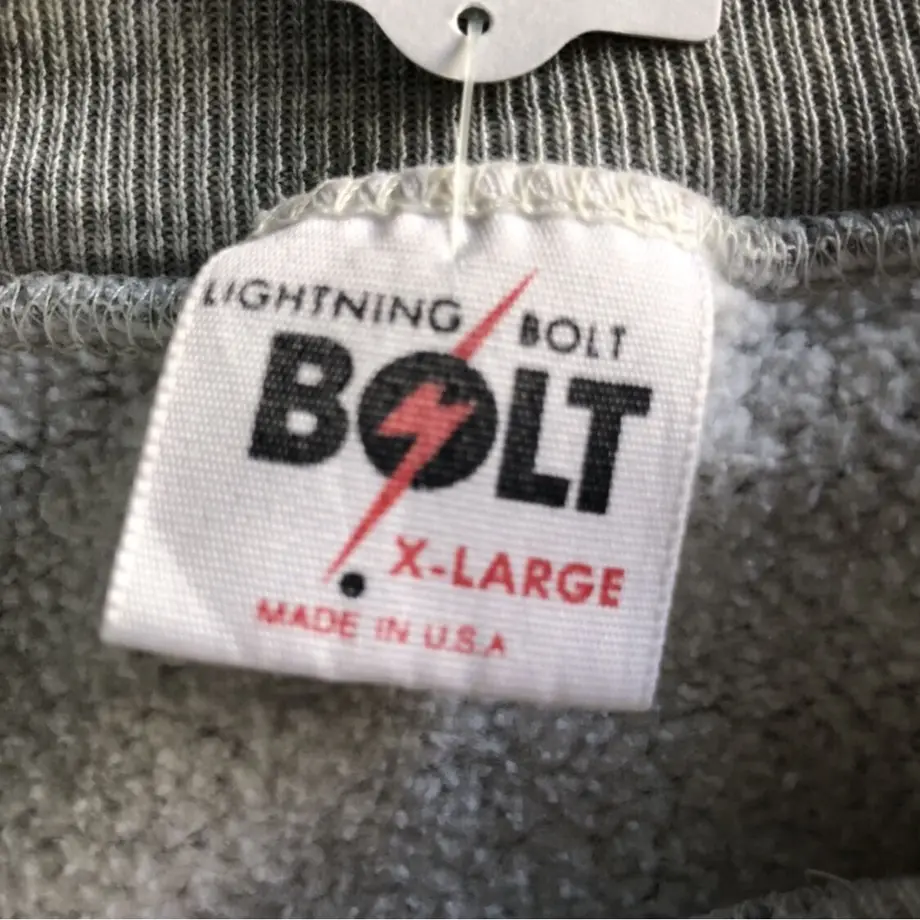 LIGHTNING BOLT
BOLT
X-LARGE
MADE IN U.S.A